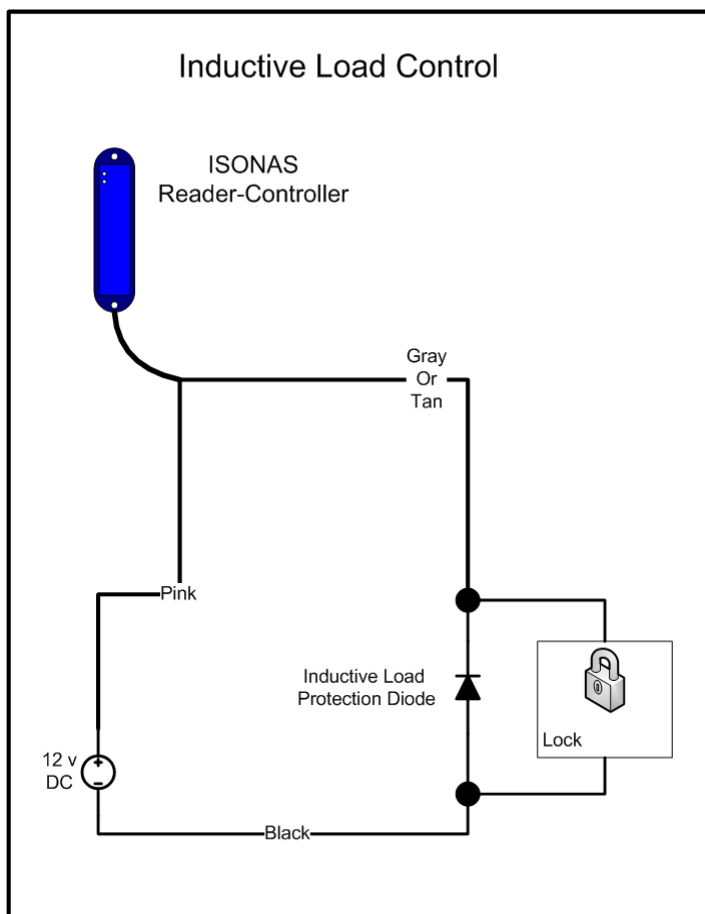 Inductive Load Control
ISONAS
Reader-Controller
Gray
Or
Tan
Pink
Inductive Load
Protection Diode
Lock
12 v
DC
+
-
Black